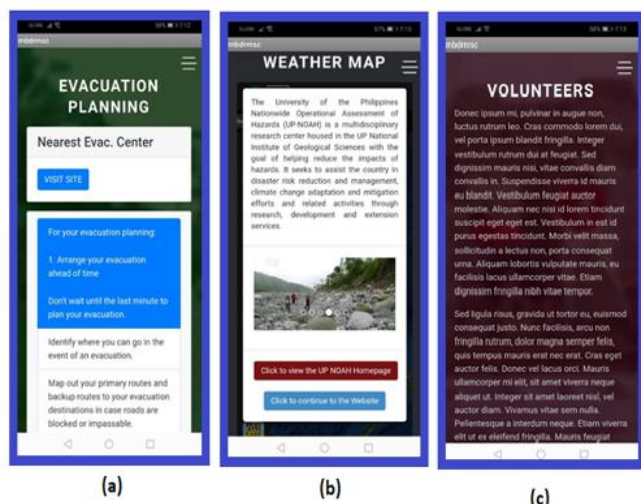 7:12
mbdrmsc
EVACUATION
PLANNING
Nearest Evac. Center
VISIT SITE
For your evacuation planning:
1. Arrange your evacuation
ahead of time
Don't wait until the last minute to
plan your evacuation.
Identify where you can go in the
event of an evacuation.
Map out your primary routes and
backup routes to your evacuation
destinations in case roads are
blocked or impassable.
(a)
57%
7:13
mbdrmsc
WEATHER MAP
The University of the Philippines
Nationwide Operational Assessment of
Hazards (UP-NOAH) is a multidisciplinary
research center housed in the UP National
Institute of Geological Sciences with the
goal of helping reduce the impacts of
hazards. It seeks to assist the country in
disaster risk reduction and management,
climate change adaptation and mitigation
efforts and related activities through
research, development and extension
services.
Click to view the UP NOAH Homepage
Click to continue to the Website
(b)
mbdrmsc
VOLUNTEERS
Donec ipsum mi, pulvinar in augue non,
luctus rutrum leo. Cras commodo lorem dui,
vel porta ipsum blandit fringilla. Integer
vestibulum rutrum dui at feugiat. Sed
dignissim mauris nisi, vitae convallis diam
convallis in. Suspendisse viverra id mauris
eu blandit. Vestibulum feugiat auctor
molestie. Aliquam nec nisi id lorem tincidunt
suscipit eget eget est. Vestibulum in est id
purus egestas tincidunt. Morbi velit massa,
sollicitudin a lectus non, porta consequat
urna. Aliquam lobortis vulputate mauris, eu
facilisis lacus ullamcorper vitae. Etiam
dignissim fringilla nibh vitae tempor.
Sed ligula risus, gravida ut tortor eu, euismod
consequat justo. Nunc facilisis, arcu non
fringilla rutrum, dolor magna semper felis,
quis tempus mauris erat nec erat. Cras eget
auctor felis. Donec vel lacus orci. Mauris
ullamcorper mi elit, sit amet viverra neque
aliquet ut. Integer sit amet laoreet nisl, vel
auctor diam. Vivamus vitae sem nulla.
Pellentesque a interdum neque. Etiam viverra
elit ut ex eleifend fringilla. Mauris feugiat
(c)